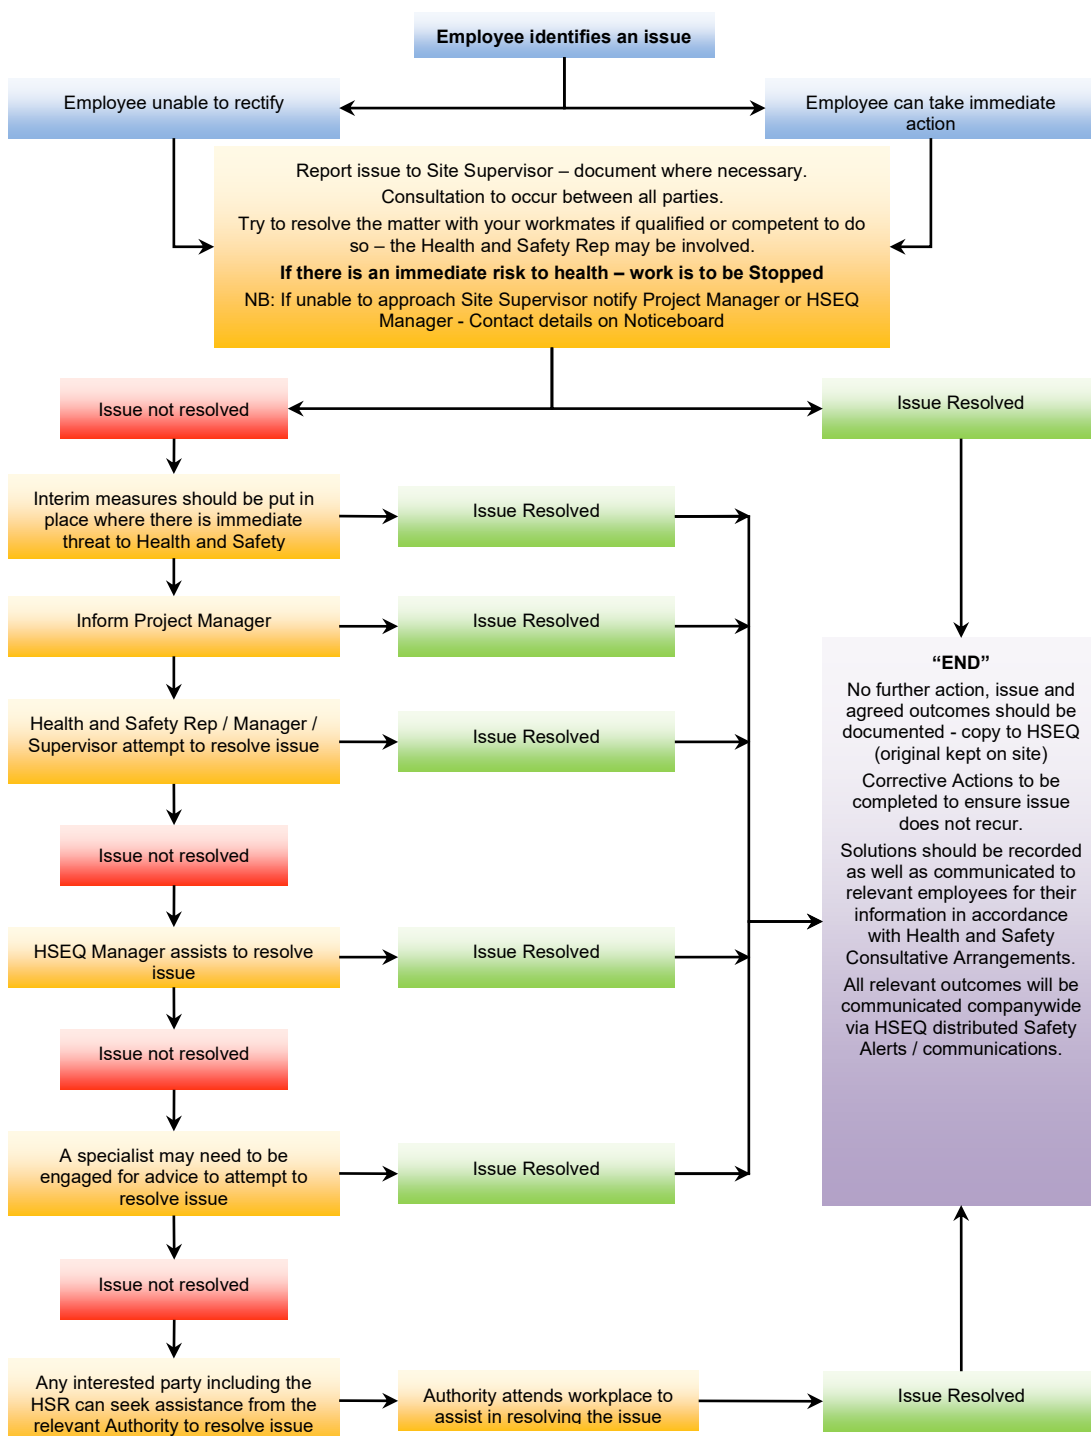 Employee identifies an issue
Employee unable to rectify
Employee can take immediate
action
Report issue to Site Supervisor – document where necessary.
Consultation to occur between all parties.
Try to resolve the matter with your workmates if qualified or competent to do
so – the Health and Safety Rep may be involved.
If there is an immediate risk to health – work is to be Stopped
NB: If unable to approach Site Supervisor notify Project Manager or HSEQ
Manager - Contact details on Noticeboard
Issue not resolved
Issue Resolved
Interim measures should be put in
place where there is immediate
threat to Health and Safety
Issue Resolved
Inform Project Manager
Issue Resolved
Health and Safety Rep / Manager /
Supervisor attempt to resolve issue
Issue Resolved
Issue not resolved
HSEQ Manager assists to resolve
issue
Issue Resolved
Issue not resolved
A specialist may need to be
engaged for advice to attempt to
resolve issue
Issue Resolved
Issue not resolved
Any interested party including the
HSR can seek assistance from the
relevant Authority to resolve issue
Authority attends workplace to
assist in resolving the issue
Issue Resolved
“END”
No further action, issue and
agreed outcomes should be
documented - copy to HSEQ
(original kept on site)
Corrective Actions to be
completed to ensure issue
does not recur.
Solutions should be recorded
as well as communicated to
relevant employees for their
information in accordance
with Health and Safety
Consultative Arrangements.
All relevant outcomes will be
communicated companywide
via HSEQ distributed Safety
Alerts / communications.